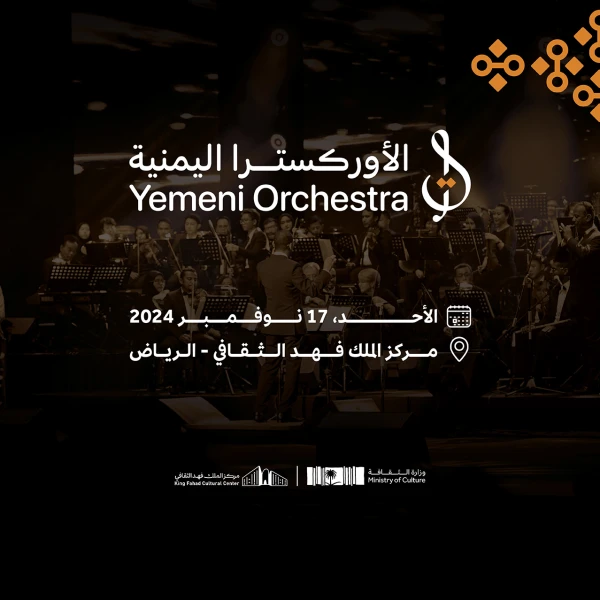 الأوركسترا اليمنية
Yemeni Orchestra
الأحد، 17 نوفمبر 2024
مركز الملك فهد الثقافي - الرياض
وزارة الثقافة
Ministry of Culture
مركز الملك فهد الثقافي
King Fahad Cultural Center